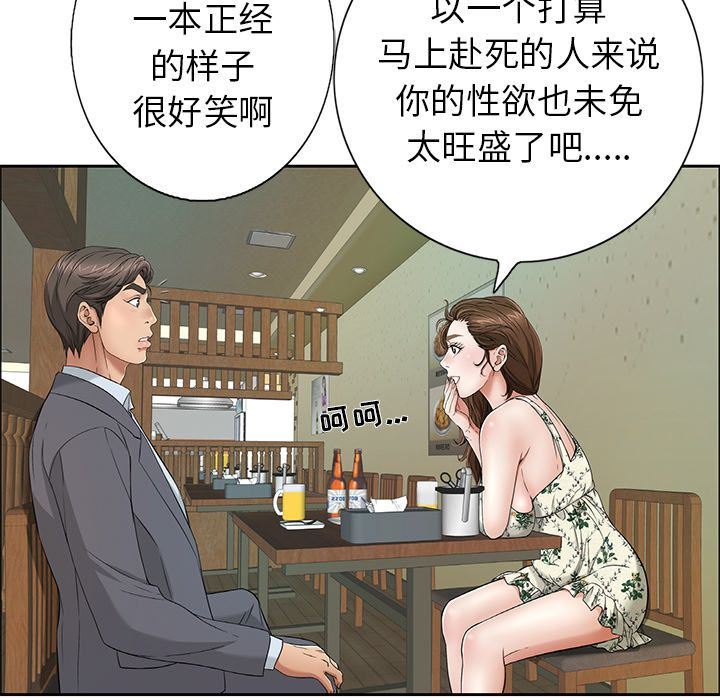 一本正经
的样子
很好笑啊
以一个打算
马上赴死的人来说
你的性欲也未免
太旺盛了吧.....
呵呵...